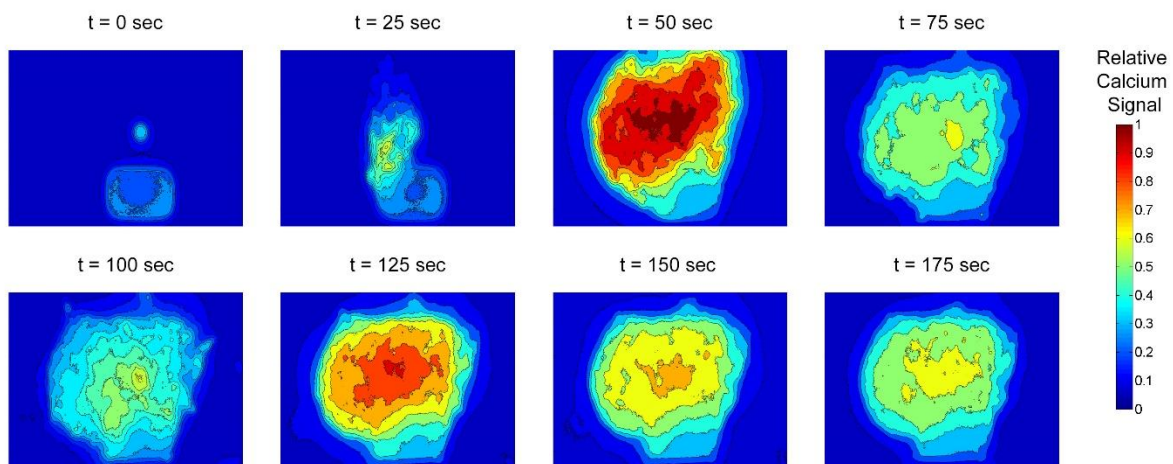 t = 0 sec
t = 25 sec
t = 50 sec
t = 75 sec
Relative
Calcium
Signal
1
0.9
0.8
0.7
0.6
0.5
0.4
0.3
0.2
0.1
0
t = 100 sec
t = 125 sec
t = 150 sec
t = 175 sec